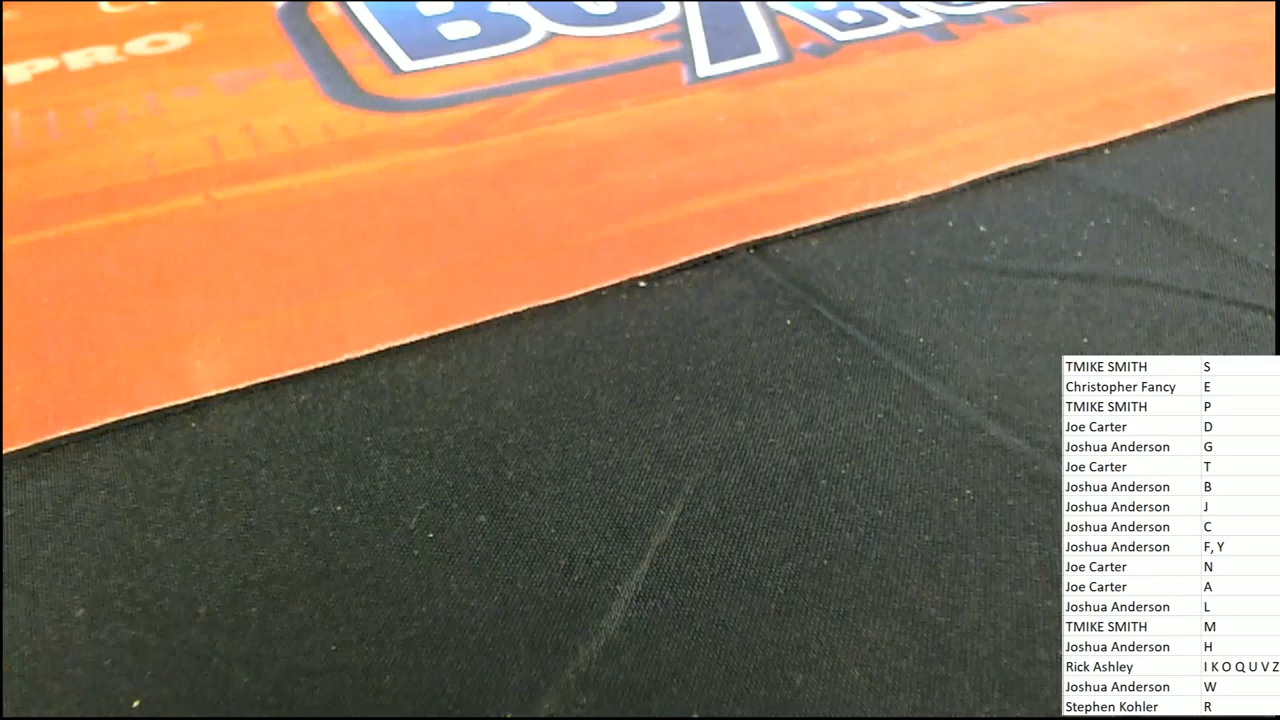 PRO
TMIKE SMITH S
Christopher Fancy E
TMIKE SMITH P
Joe Carter D
Joshua Anderson G
Joe Carter T
Joshua Anderson B
Joshua Anderson J
Joshua Anderson C
Joshua Anderson F, Y
Joe Carter N
Joe Carter A
Joshua Anderson L
TMIKE SMITH M
Joshua Anderson H
Rick Ashley I K O Q U V Z
Joshua Anderson W
Stephen Kohler R